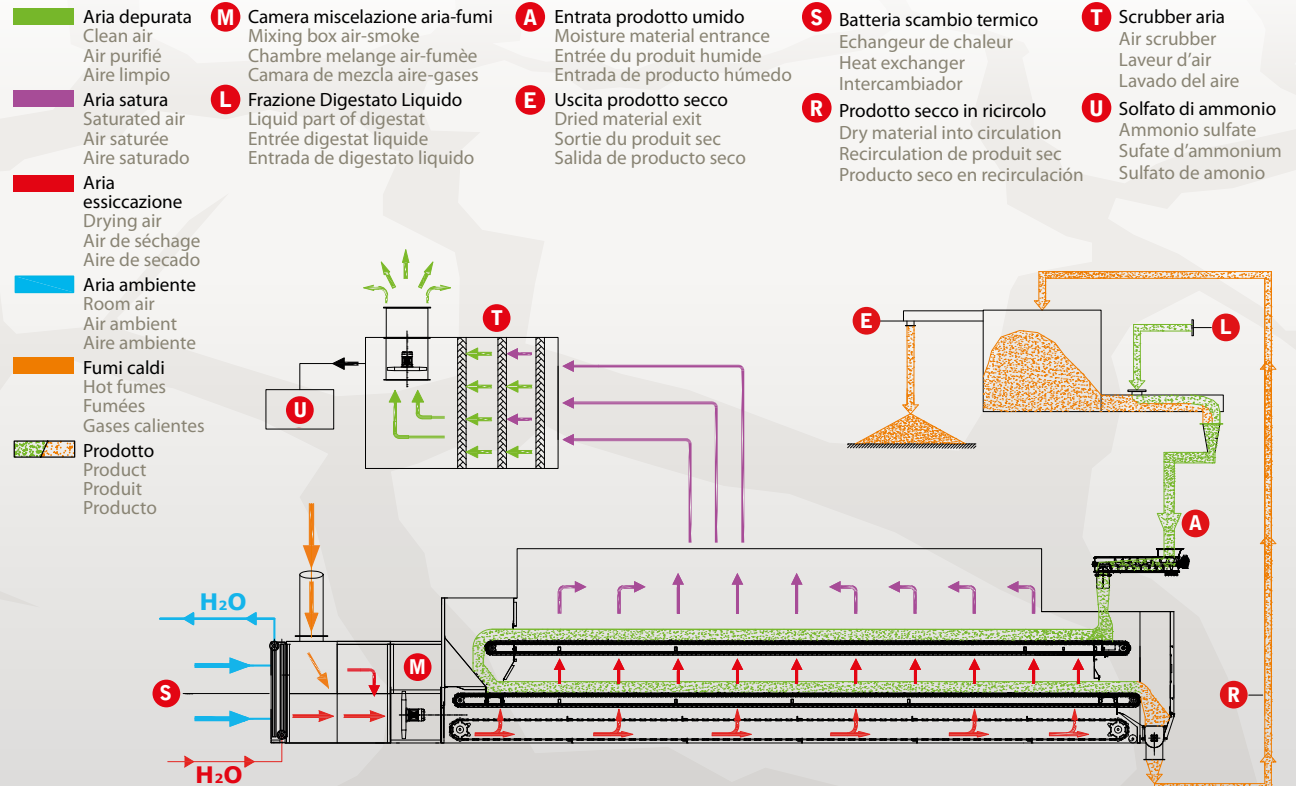 Aria depurata
Clean air
Air purifié
Aire limpio
Aria satura
Saturated air
Air saturée
Aire saturado
Aria
essiccazione
Drying air
Air de séchage
Aire de secado
Aria ambiente
Room air
Air ambient
Aire ambiente
Fumi caldi
Hot fumes
Fumées
Gases calientes
Prodotto
Product
Produit
Producto
M Camera miscelazione aria-fumi
Mixing box air-smoke
Chambre melange air-fumèe
Camara de mezcla aire-gases
L Frazione Digestato Liquido
Liquid part of digestat
Entrée digestat liquide
Entrada de digestato liquido
A Entrata prodotto umido
Moisture material entrance
Entrée du produit humide
Entrada de producto húmedo
E Uscita prodotto secco
Dried material exit
Sortie du produit sec
Salida de producto seco
S Batteria scambio termico
Echangeur de chaleur
Heat exchanger
Intercambiador
R Prodotto secco in ricircolo
Dry material into circulation
Recirculation de produit sec
Producto seco en recirculación
T Scrubber aria
Air scrubber
Laveur d'air
Lavado del aire
U Solfato di ammonio
Ammonio sulfate
Sufate d'ammonium
Sulfato de amonio
T
E
L
U
A
H2O
M
S
R
H2O